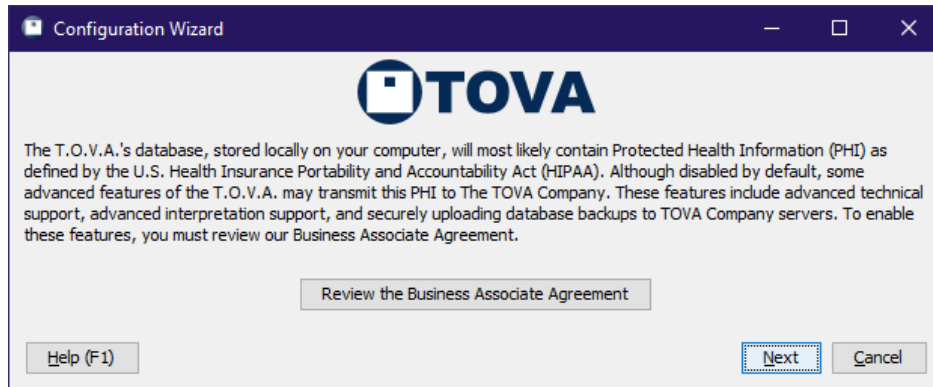 Configuration Wizard
TOVA
The T.O.V.A.'s database, stored locally on your computer, will most likely contain Protected Health Information (PHI) as
defined by the U.S. Health Insurance Portability and Accountability Act (HIPAA). Although disabled by default, some
advanced features of the T.O.V.A. may transmit this PHI to The TOVA Company. These features include advanced technical
support, advanced interpretation support, and securely uploading database backups to TOVA Company servers. To enable
these features, you must review our Business Associate Agreement.
Review the Business Associate Agreement
Help (F1) Next Cancel